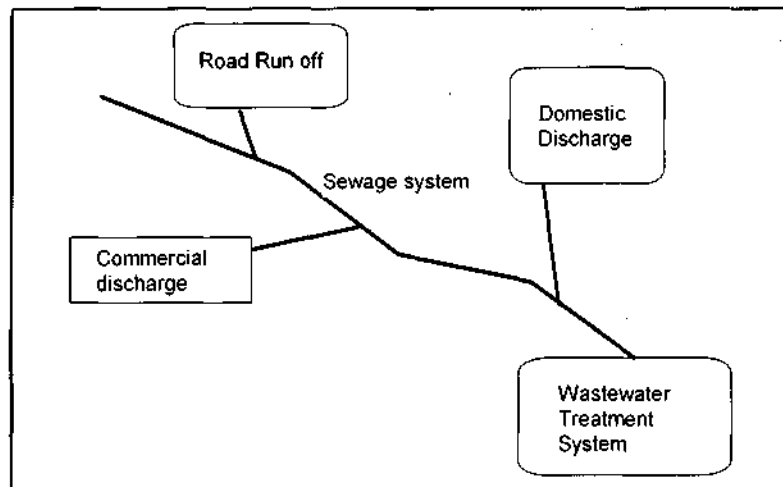 Road Run off
Domestic
Discharge
Sewage system
Commercial
discharge
Wastewater
Treatment
System